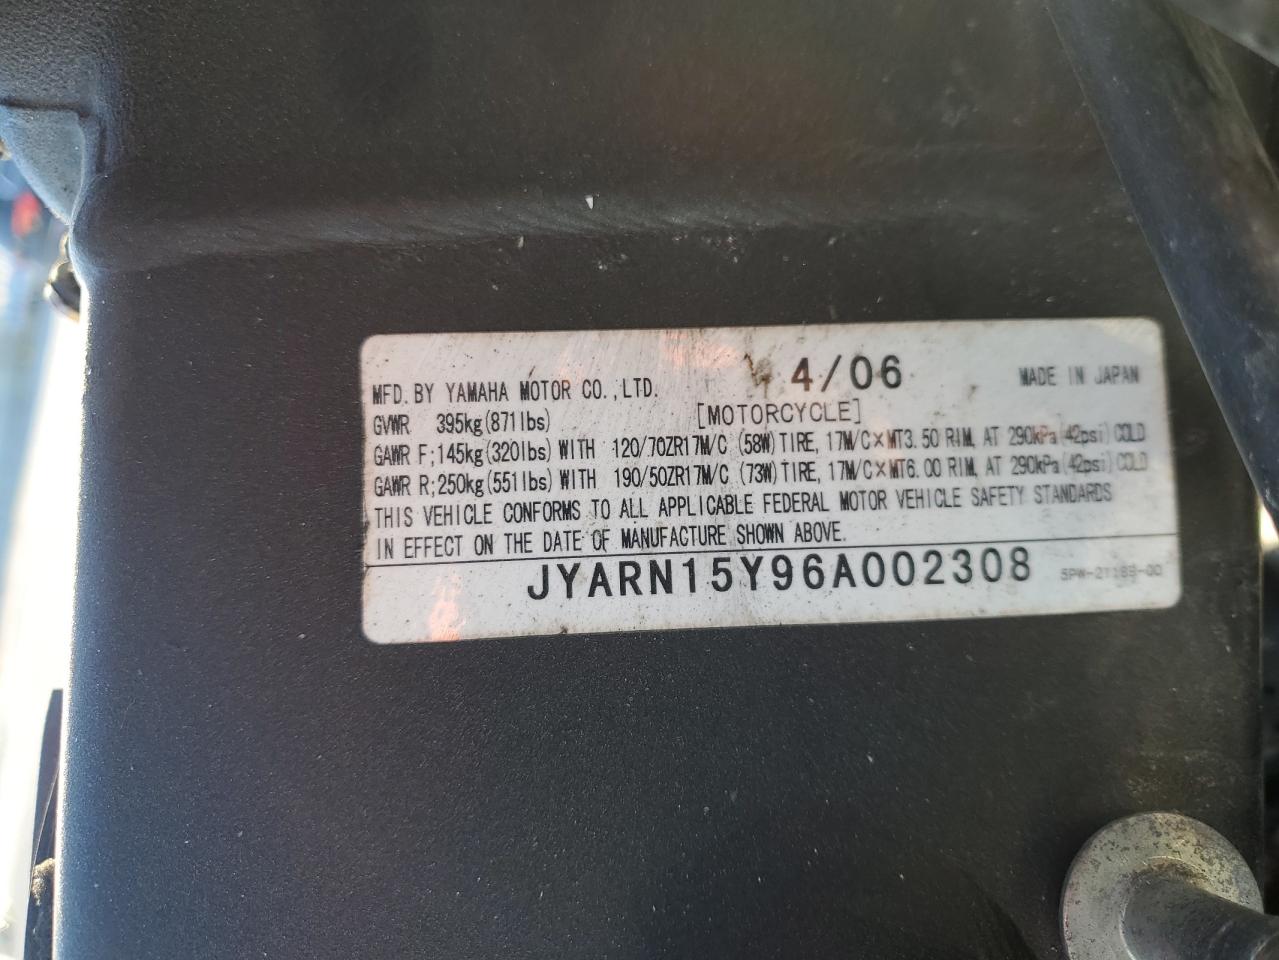 MFD. BY YAMAHA MOTOR CO.,LTD. 4/06 MADE IN JAPAN
GVWR 395kg(871lbs) [MOTORCYCLE]
GAWR F;145kg(320lbs) WITH 120/70ZR17M/C (58W)TIRE, 17M/C×MT3.50 RIM, AT 290kPa(42psi)COLD
GAWR R;250kg(551lbs) WITH 190/50ZR17M/C (73W)TIRE, 17M/C×MT6.00 RIM, AT 290kPa(42psi)COLD
THIS VEHICLE CONFORMS TO ALL APPLICABLE FEDERAL MOTOR VEHICLE SAFETY STANDARDS
IN EFFECT ON THE DATE OF MANUFACTURE SHOWN ABOVE.
JYARN15Y96A002308 5PW-21189-00